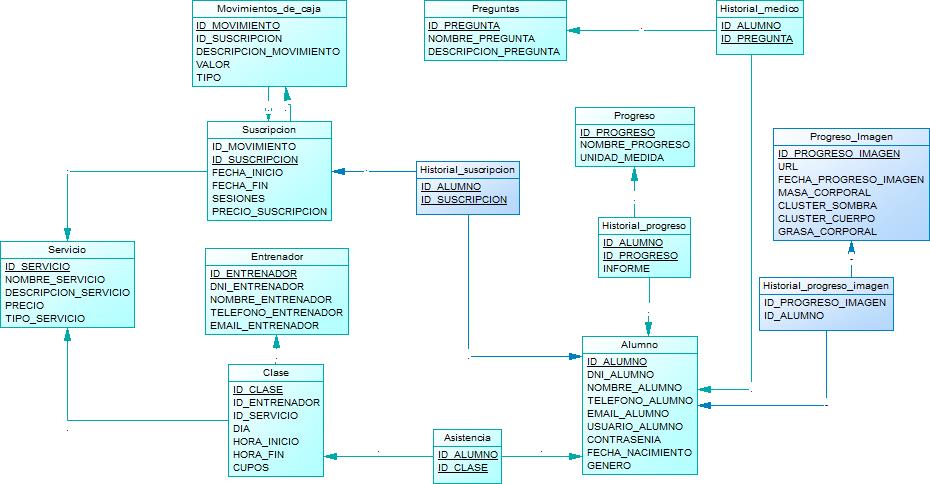 Movimientos_de_caja
ID_MOVIMIENTO
ID_SUSCRIPCION
DESCRIPCION_MOVIMIENTO
VALOR
TIPO
Preguntas
ID_PREGUNTA
NOMBRE_PREGUNTA
DESCRIPCION_PREGUNTA
Historial_medico
ID_ALUMNO
ID_PREGUNTA
Suscripcion
ID_MOVIMIENTO
ID_SUSCRIPCION
FECHA_INICIO
FECHA_FIN
SESIONES
PRECIO_SUSCRIPCION
Historial_suscripcion
ID_ALUMNO
ID_SUSCRIPCION
Progreso
ID_PROGRESO
NOMBRE_PROGRESO
UNIDAD_MEDIDA
Progreso_Imagen
ID_PROGRESO_IMAGEN
URL
FECHA_PROGRESO_IMAGEN
MASA_CORPORAL
CLUSTER_SOMBRA
CLUSTER_CUERPO
GRASA_CORPORAL
Servicio
ID_SERVICIO
NOMBRE_SERVICIO
DESCRIPCION_SERVICIO
PRECIO
TIPO_SERVICIO
Entrenador
ID_ENTRENADOR
DNI_ENTRENADOR
NOMBRE_ENTRENADOR
TELEFONO_ENTRENADOR
EMAIL_ENTRENADOR
Historial_progreso
ID_ALUMNO
ID_PROGRESO
INFORME
Historial_progreso_imagen
ID_PROGRESO_IMAGEN
ID_ALUMNO
Clase
ID_CLASE
ID_ENTRENADOR
ID_SERVICIO
DIA
HORA_INICIO
HORA_FIN
CUPOS
Asistencia
ID_ALUMNO
ID_CLASE
Alumno
ID_ALUMNO
DNI_ALUMNO
NOMBRE_ALUMNO
TELEFONO_ALUMNO
EMAIL_ALUMNO
USUARIO_ALUMNO
CONTRASENIA
FECHA_NACIMIENTO
GENERO